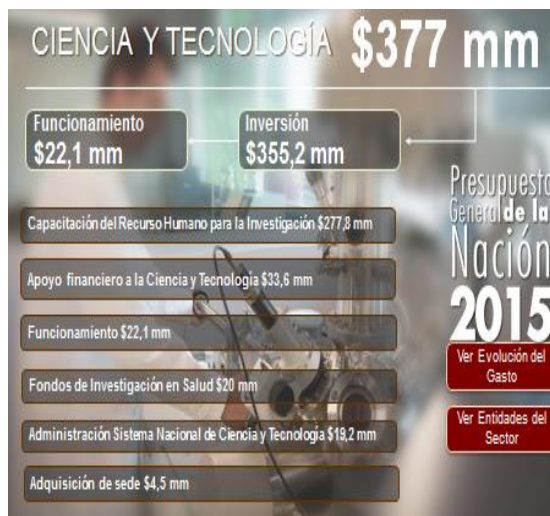 CIENCIA Y TECNOLOGÍA $377 mm
Funcionamiento
$22,1 mm
Inversión
$355,2 mm
Presupuesto
General de la
Nación
2015
Capacitación del Recurso Humano para la Investigación $277,8 mm
Apoyo financiero a la Ciencia y Tecnología $33,6 mm
Funcionamiento $22,1 mm
Fondos de Investigación en Salud $20 mm
Administración Sistema Nacional de Ciencia y Tecnología $19,2 mm
Adquisición de sede $4,5 mm
Ver Evolución del
Gasto
Ver Entidades del
Sector